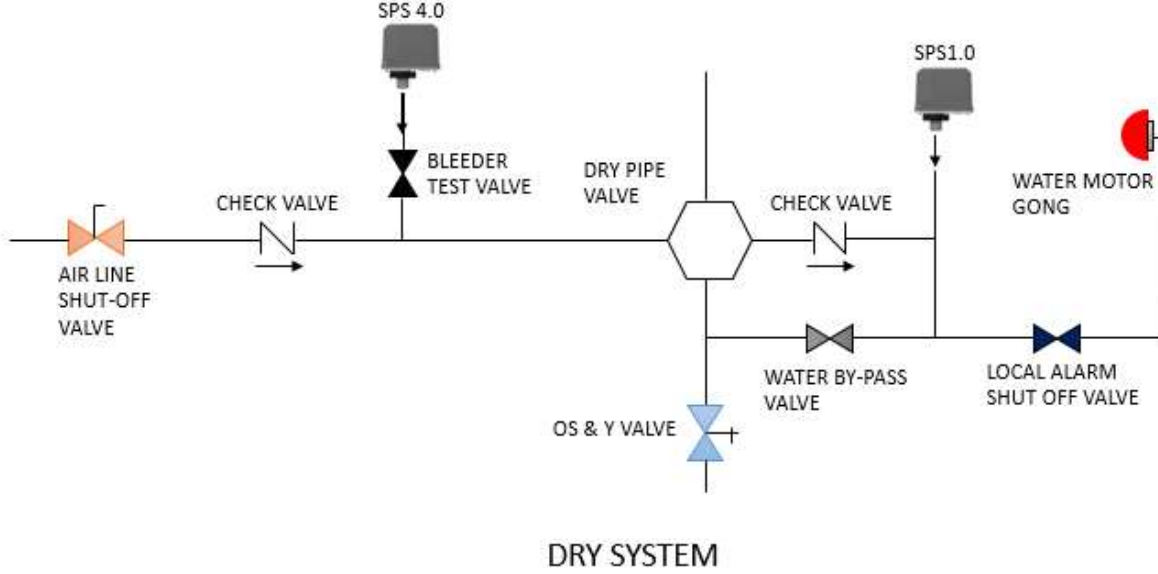 SPS 4.0
SPS1.0
BLEEDER
TEST VALVE
DRY PIPE
VALVE
WATER MOTOR
GONG
CHECK VALVE
CHECK VALVE
AIR LINE
SHUT-OFF
VALVE
WATER BY-PASS
VALVE
LOCAL ALARM
SHUT OFF VALVE
OS & Y VALVE
DRY SYSTEM